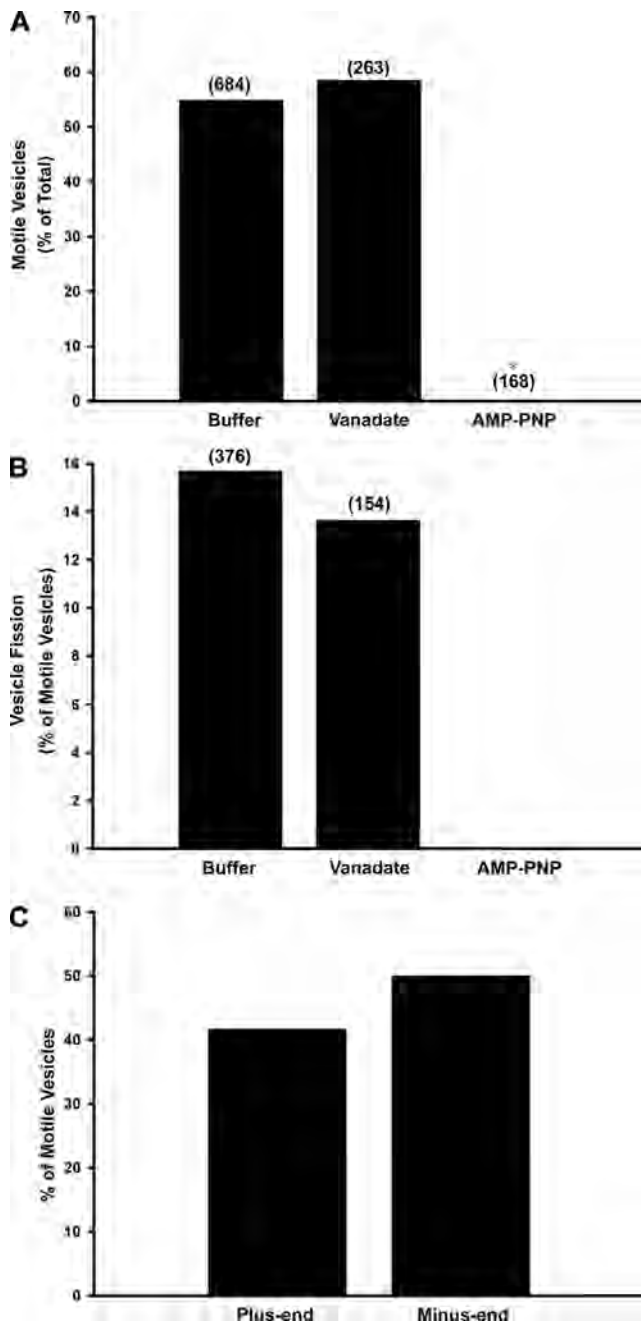 A
70
60
50
40
30
20
10
0
Motile Vesicles
(% of Total)
(684)
(263)
*
(168)
Buffer Vanadate AMP-PNP
B
16
14
12
10
8
6
4
2
0
Vesicle Fission
(% of Motile Vesicles)
(376)
(154)
Buffer Vanadate AMP-PNP
C
60
50
40
30
20
10
0
% of Motile Vesicles
Plus-end Minus-end